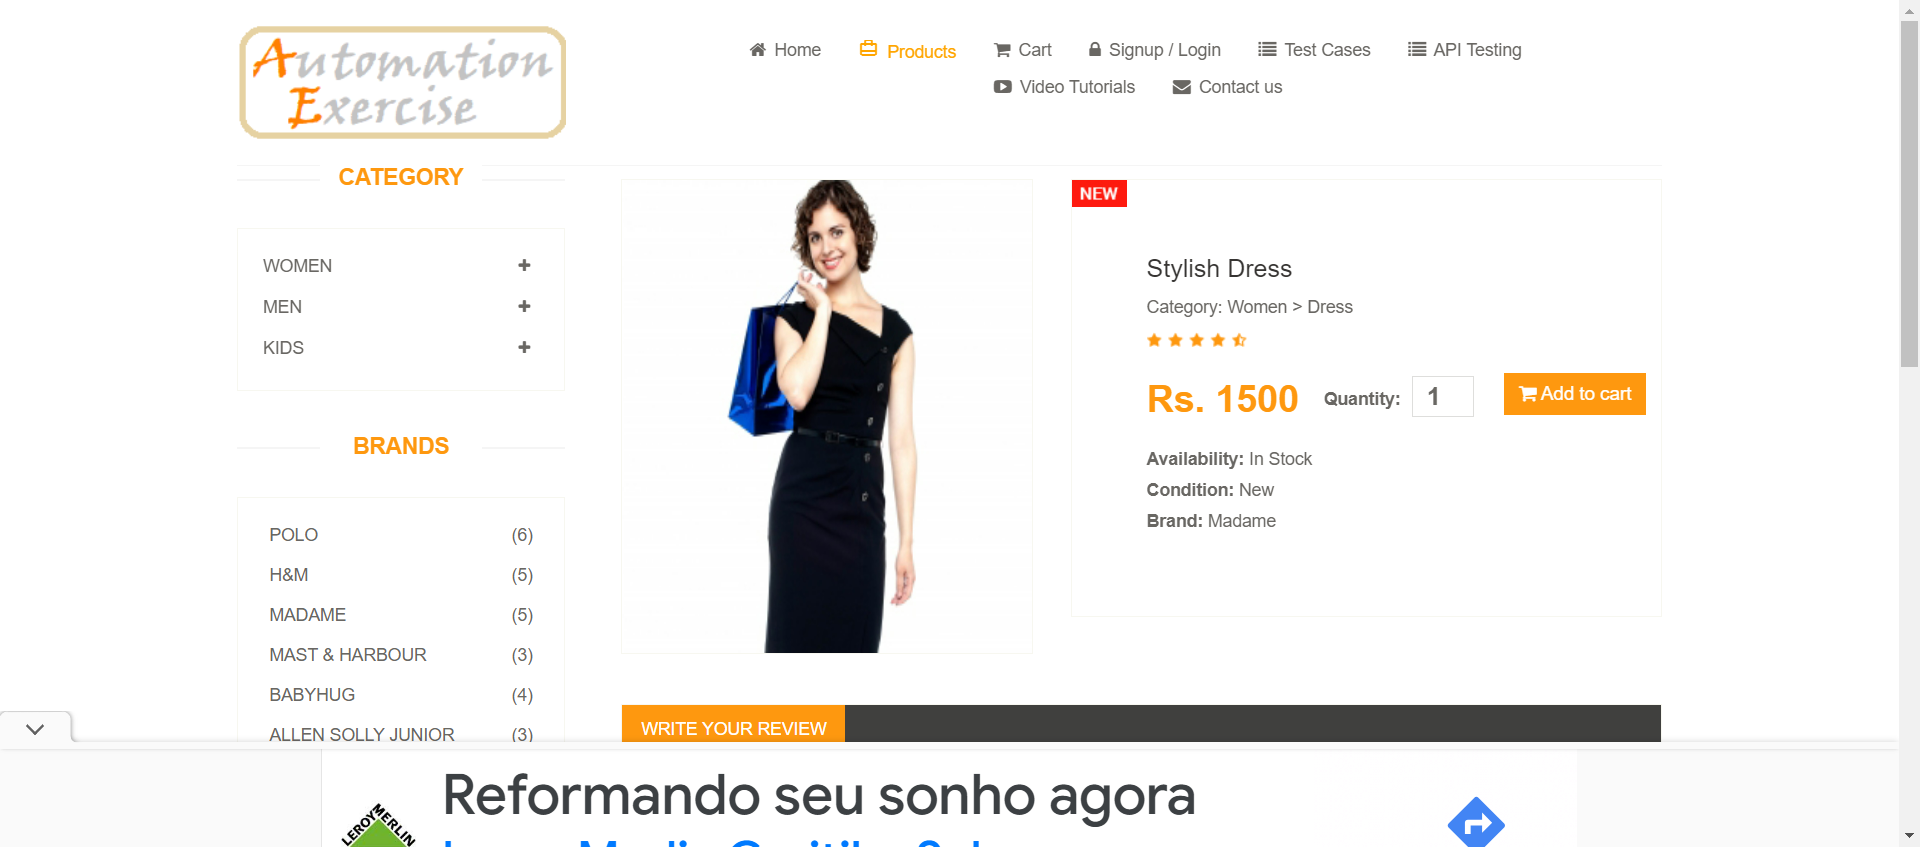 Automation
Exercise
Home
Products
Cart
Signup / Login
Test Cases
API Testing
Video Tutorials
Contact us
CATEGORY
WOMEN
MEN
KIDS
BRANDS
POLO (6)
H&M (5)
MADAME (5)
MAST & HARBOUR (3)
BABYHUG (4)
ALLEN SOLLY JUNIOR (3)
NEW
Stylish Dress
Category: Women > Dress
Rs. 1500 Quantity: 1 Add to cart
Availability: In Stock
Condition: New
Brand: Madame
WRITE YOUR REVIEW
LEROY MERLIN
Reformando seu sonho agora